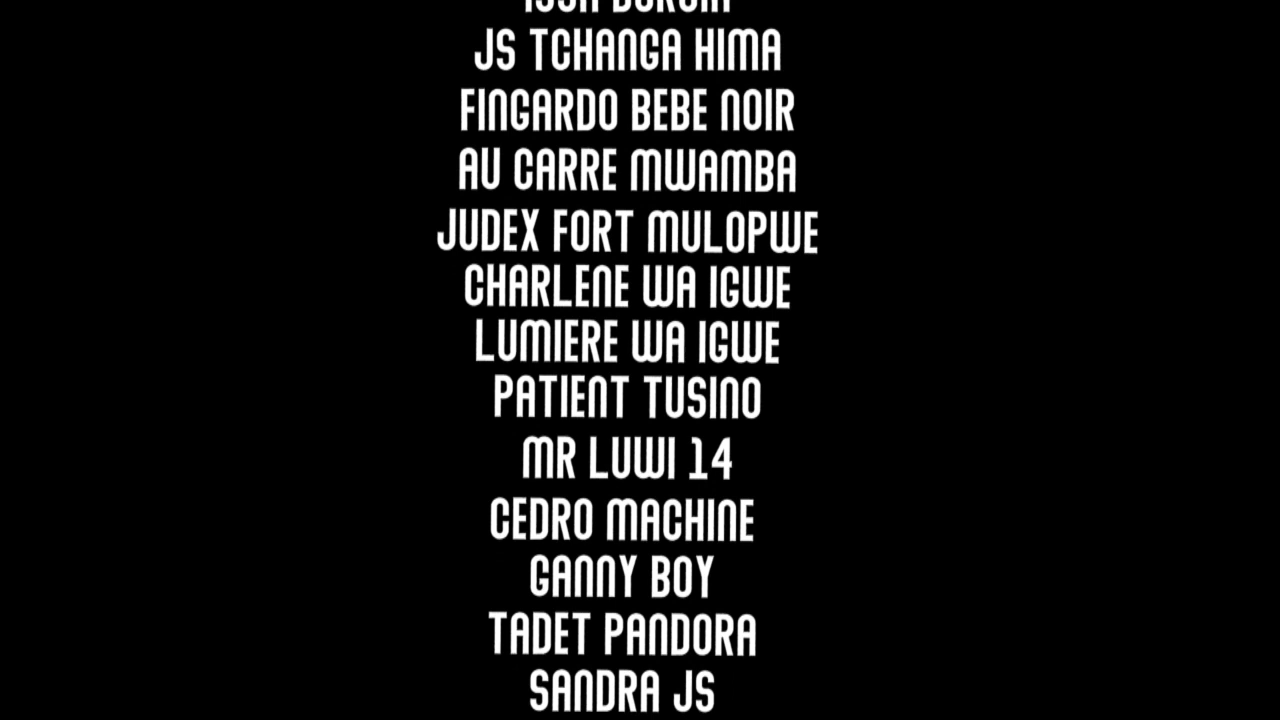 JS TCHANGA HIMA
FINGARDO BEBE NOIR
AU CARRE MWAMBA
JUDEX FORT MULOPWE
CHARLENE WA IGWE
LUMIERE WA IGWE
PATIENT TUSINO
MR LUWI 14
CEDRO MACHINE
GANNY BOY
TADET PANDORA
SANDRA JS